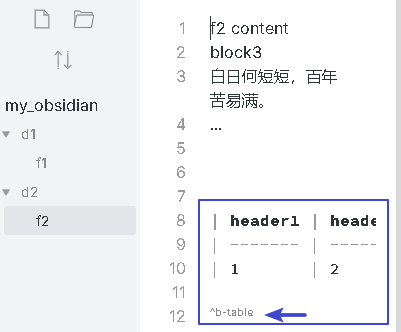 my_obsidian
d1
f1
d2
f2
1 f2 content
2 block3
3 白日何短短，百年
苦易满。
4 ...
5
6
7
8 | header1 | heade
9 | ------- | -----
10 | 1 | 2
11
12 ^b-table